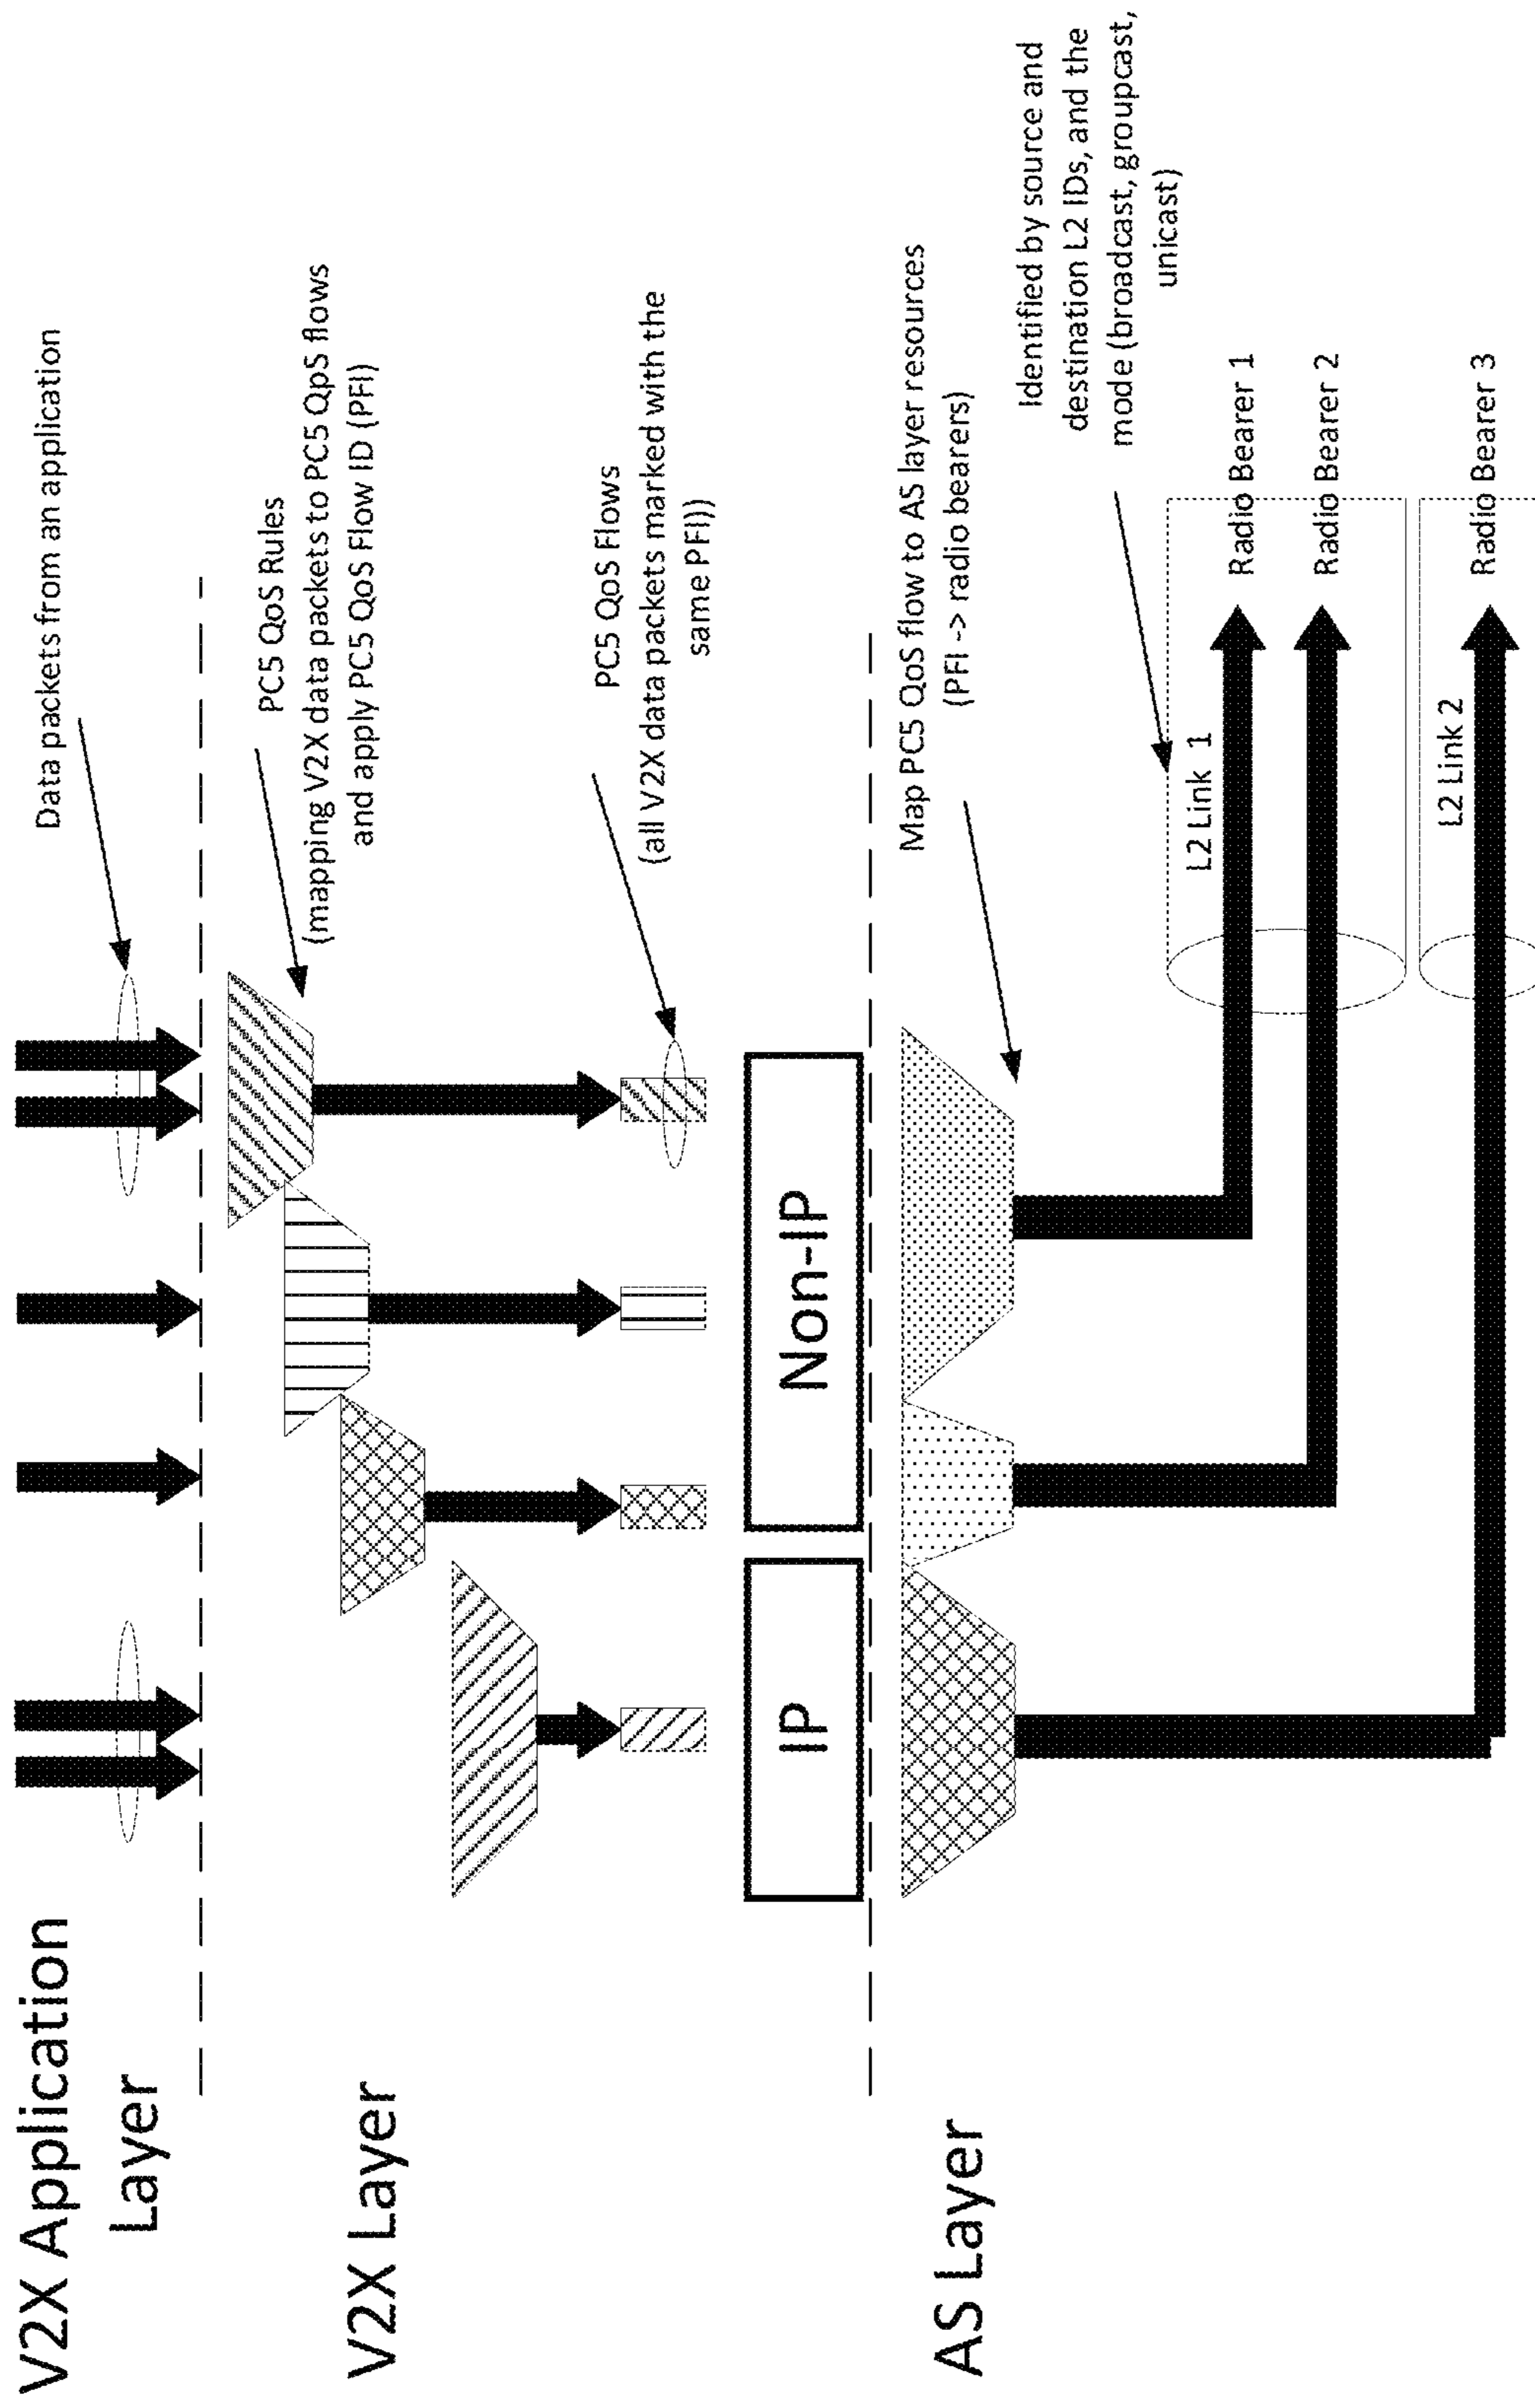 V2X Application
Layer
Data packets from an application
V2X Layer
PC5 QoS Rules
(mapping V2X data packets to PC5 QpS flows
and apply PC5 QoS Flow ID (PFI)
PC5 QoS Flows
(all V2X data packets marked with the
same PFI))
IP
Non-IP
AS Layer
Map PC5 QoS flow to AS layer resources
(PFI -> radio bearers)
Identified by source and
destination L2 IDs, and the
mode (broadcast, groupcast,
unicast)
L2 Link 1
Radio Bearer 1
Radio Bearer 2
L2 Link 2
Radio Bearer 3